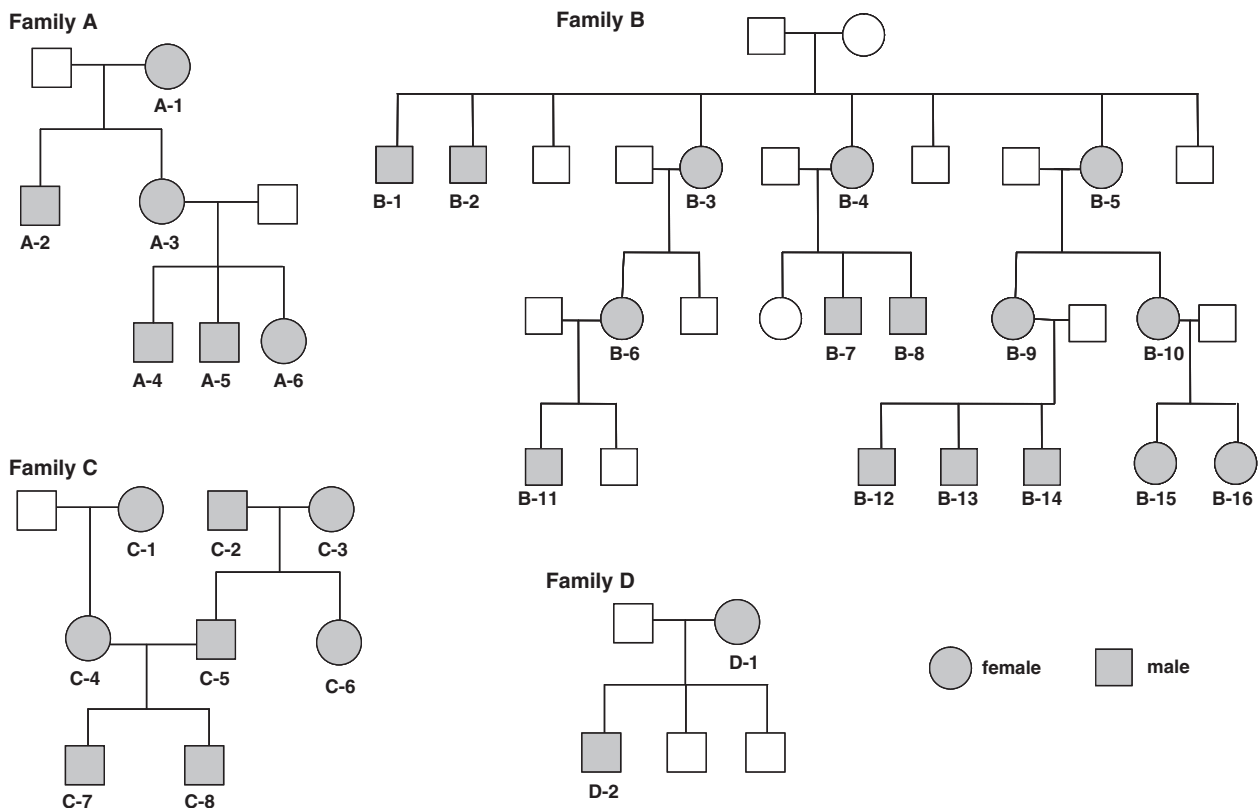 Family A
Family B
A-1
B-1
B-2
B-3
B-4
B-5
A-2
A-3
B-6
B-7
B-8
B-9
B-10
A-4
A-5
A-6
Family C
B-11
B-12
B-13
B-14
B-15
B-16
C-1
C-2
C-3
Family D
D-1
female
male
C-4
C-5
C-6
D-2
C-7
C-8